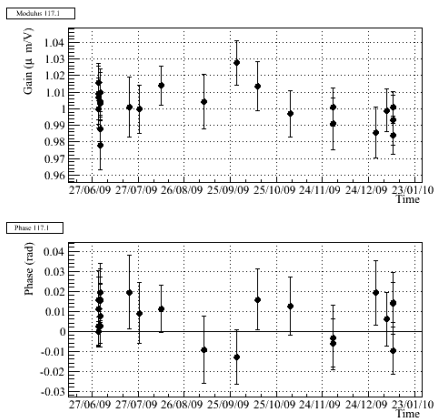 Modulus 117.1
Gain (μ m/V)
1.04
1.03
1.02
1.01
1
0.99
0.98
0.97
0.96
27/06/09 27/07/09 26/08/09 25/09/09 25/10/09 24/11/09 24/12/09 23/01/10
Time
Phase 117.1
Phase (rad)
0.04
0.03
0.02
0.01
0
-0.01
-0.02
-0.03
27/06/09 27/07/09 26/08/09 25/09/09 25/10/09 24/11/09 24/12/09 23/01/10
Time